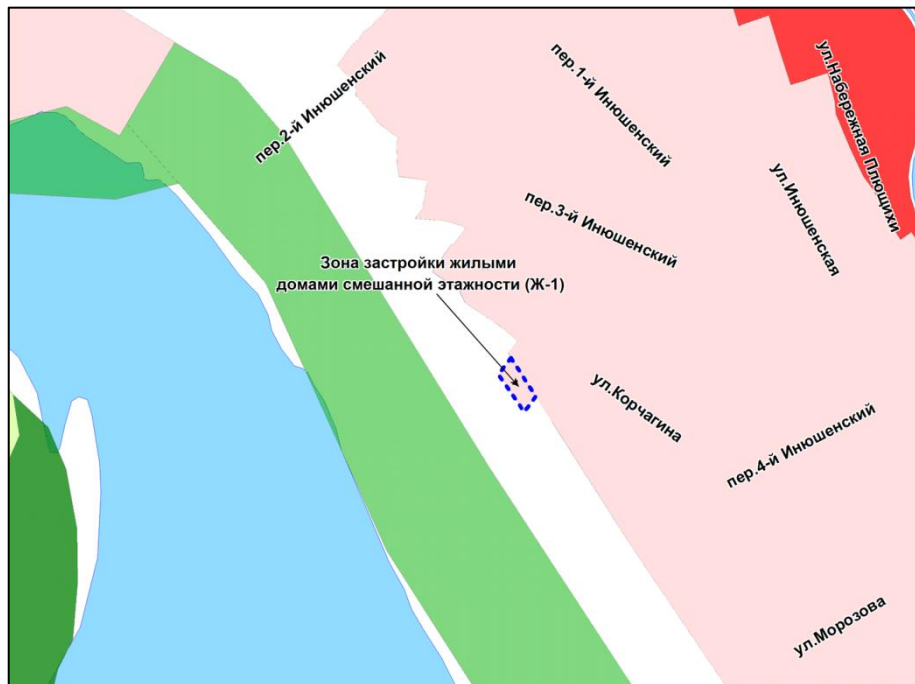 пер.2-й Инюшенский
пер.1-й Инюшенский
ул.Набережная Плющихи
ул.Инюшенская
пер.3-й Инюшенский
Зона застройки жилыми
домами смешанной этажности (Ж-1)
ул.Корчагина
пер.4-й Инюшенский
ул.Морозова